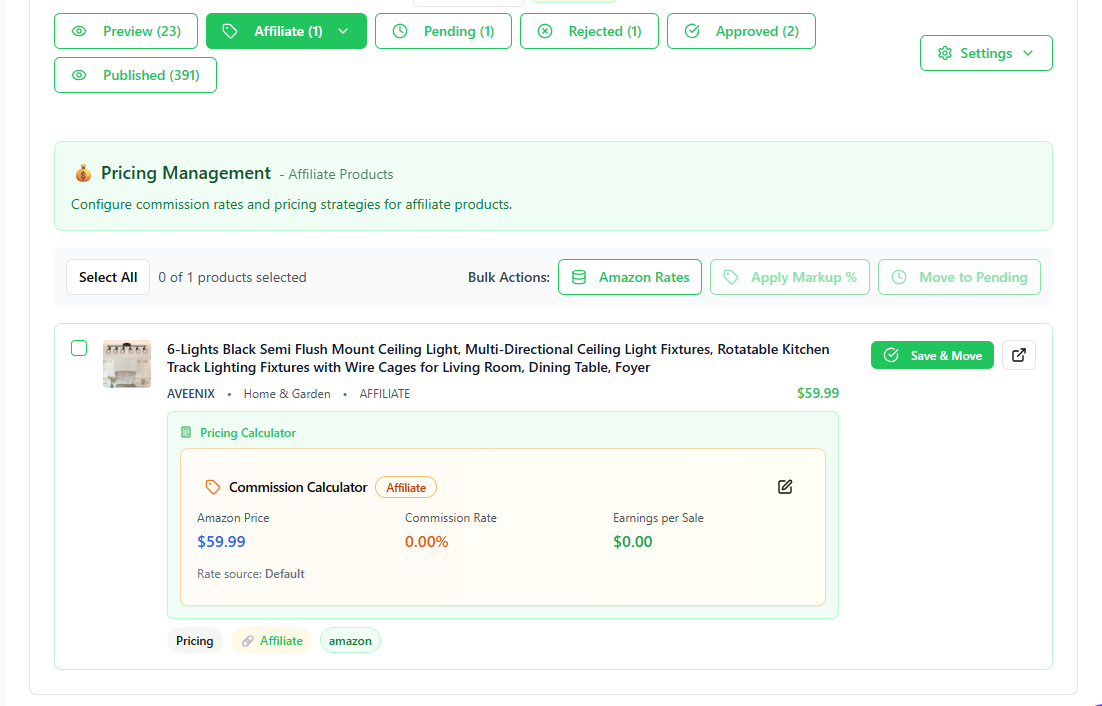 Preview (23)
Affiliate (1)
Pending (1)
Rejected (1)
Approved (2)
Settings
Published (391)
Pricing Management - Affiliate Products
Configure commission rates and pricing strategies for affiliate products.
Select All
0 of 1 products selected
Bulk Actions:
Amazon Rates
Apply Markup %
Move to Pending
6-Lights Black Semi Flush Mount Ceiling Light, Multi-Directional Ceiling Light Fixtures, Rotatable Kitchen
Track Lighting Fixtures with Wire Cages for Living Room, Dining Table, Foyer
Save & Move
AVEENIX • Home & Garden • AFFILIATE
$59.99
Pricing Calculator
Commission Calculator
Affiliate
Amazon Price
Commission Rate
Earnings per Sale
$59.99
0.00%
$0.00
Rate source: Default
Pricing
Affiliate
amazon